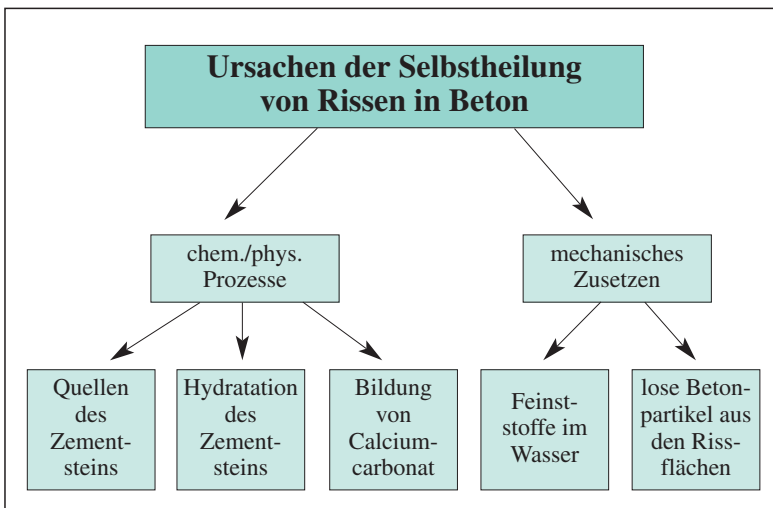 Ursachen der Selbstheilung
von Rissen in Beton
chem./phys.
Prozesse
mechanisches
Zusetzen
Quellen
des
Zement-
steins
Hydratation
des
Zement-
steins
Bildung
von
Calcium-
carbonat
Feinst-
stoffe im
Wasser
lose Beton-
partikel aus
den Riss-
flächen